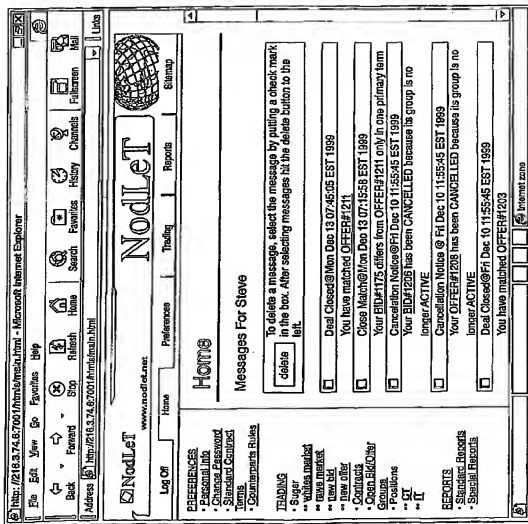 http://216.3.74.8:7001/html/s/main.html - Microsoft Internet Explorer
File Edit View Go Favorites Help
Back Forward Stop Refresh Home Search Favorites History Channels Fullscreen Mail
Address http://216.3.74.8:7001/html/s/main.html Links
NodLeT
www.nodlet.net
NodLeT
Log Off Home Preferences Trading Reports Sitemap
PREFERENCES
• Personal Info
• Change Password
• Standard Contract
Terms
• Counterparts Rules
TRADING
• Suger
•• whites market
•• raws market
•• new bid
•• new offer
• Contracts
• Open Bid/Offer
Groups
• Positions
•• GT
•• IT
REPORTS
• Standard Reports
• Special Reports
Home
Messages For Steve
delete
To delete a message, select the message by putting a check mark
in the box. After selecting messages hit the delete button to the
left.
Deal Closed@Mon Dec 13 07:45:05 EST 1999
You have matched OFFER#1211
Close Match@Mon Dec 13 07:15:58 EST 1999
Your BID#1175 differs from OFFER#1211 only in one primary term
Cancellation Notice@Fri Dec 10 11:55:45 EST 1999
Your BID#1206 has been CANCELLED because its group is no
longer ACTIVE
Cancellation Notice @ Fri Dec 10 11:55:45 EST 1999
Your OFFER#1208 has been CANCELLED because its group is no
longer ACTIVE
Deal Closed@Fri Dec 10 11:55:45 EST 1999
You have matched OFFER#1203
Internet zone